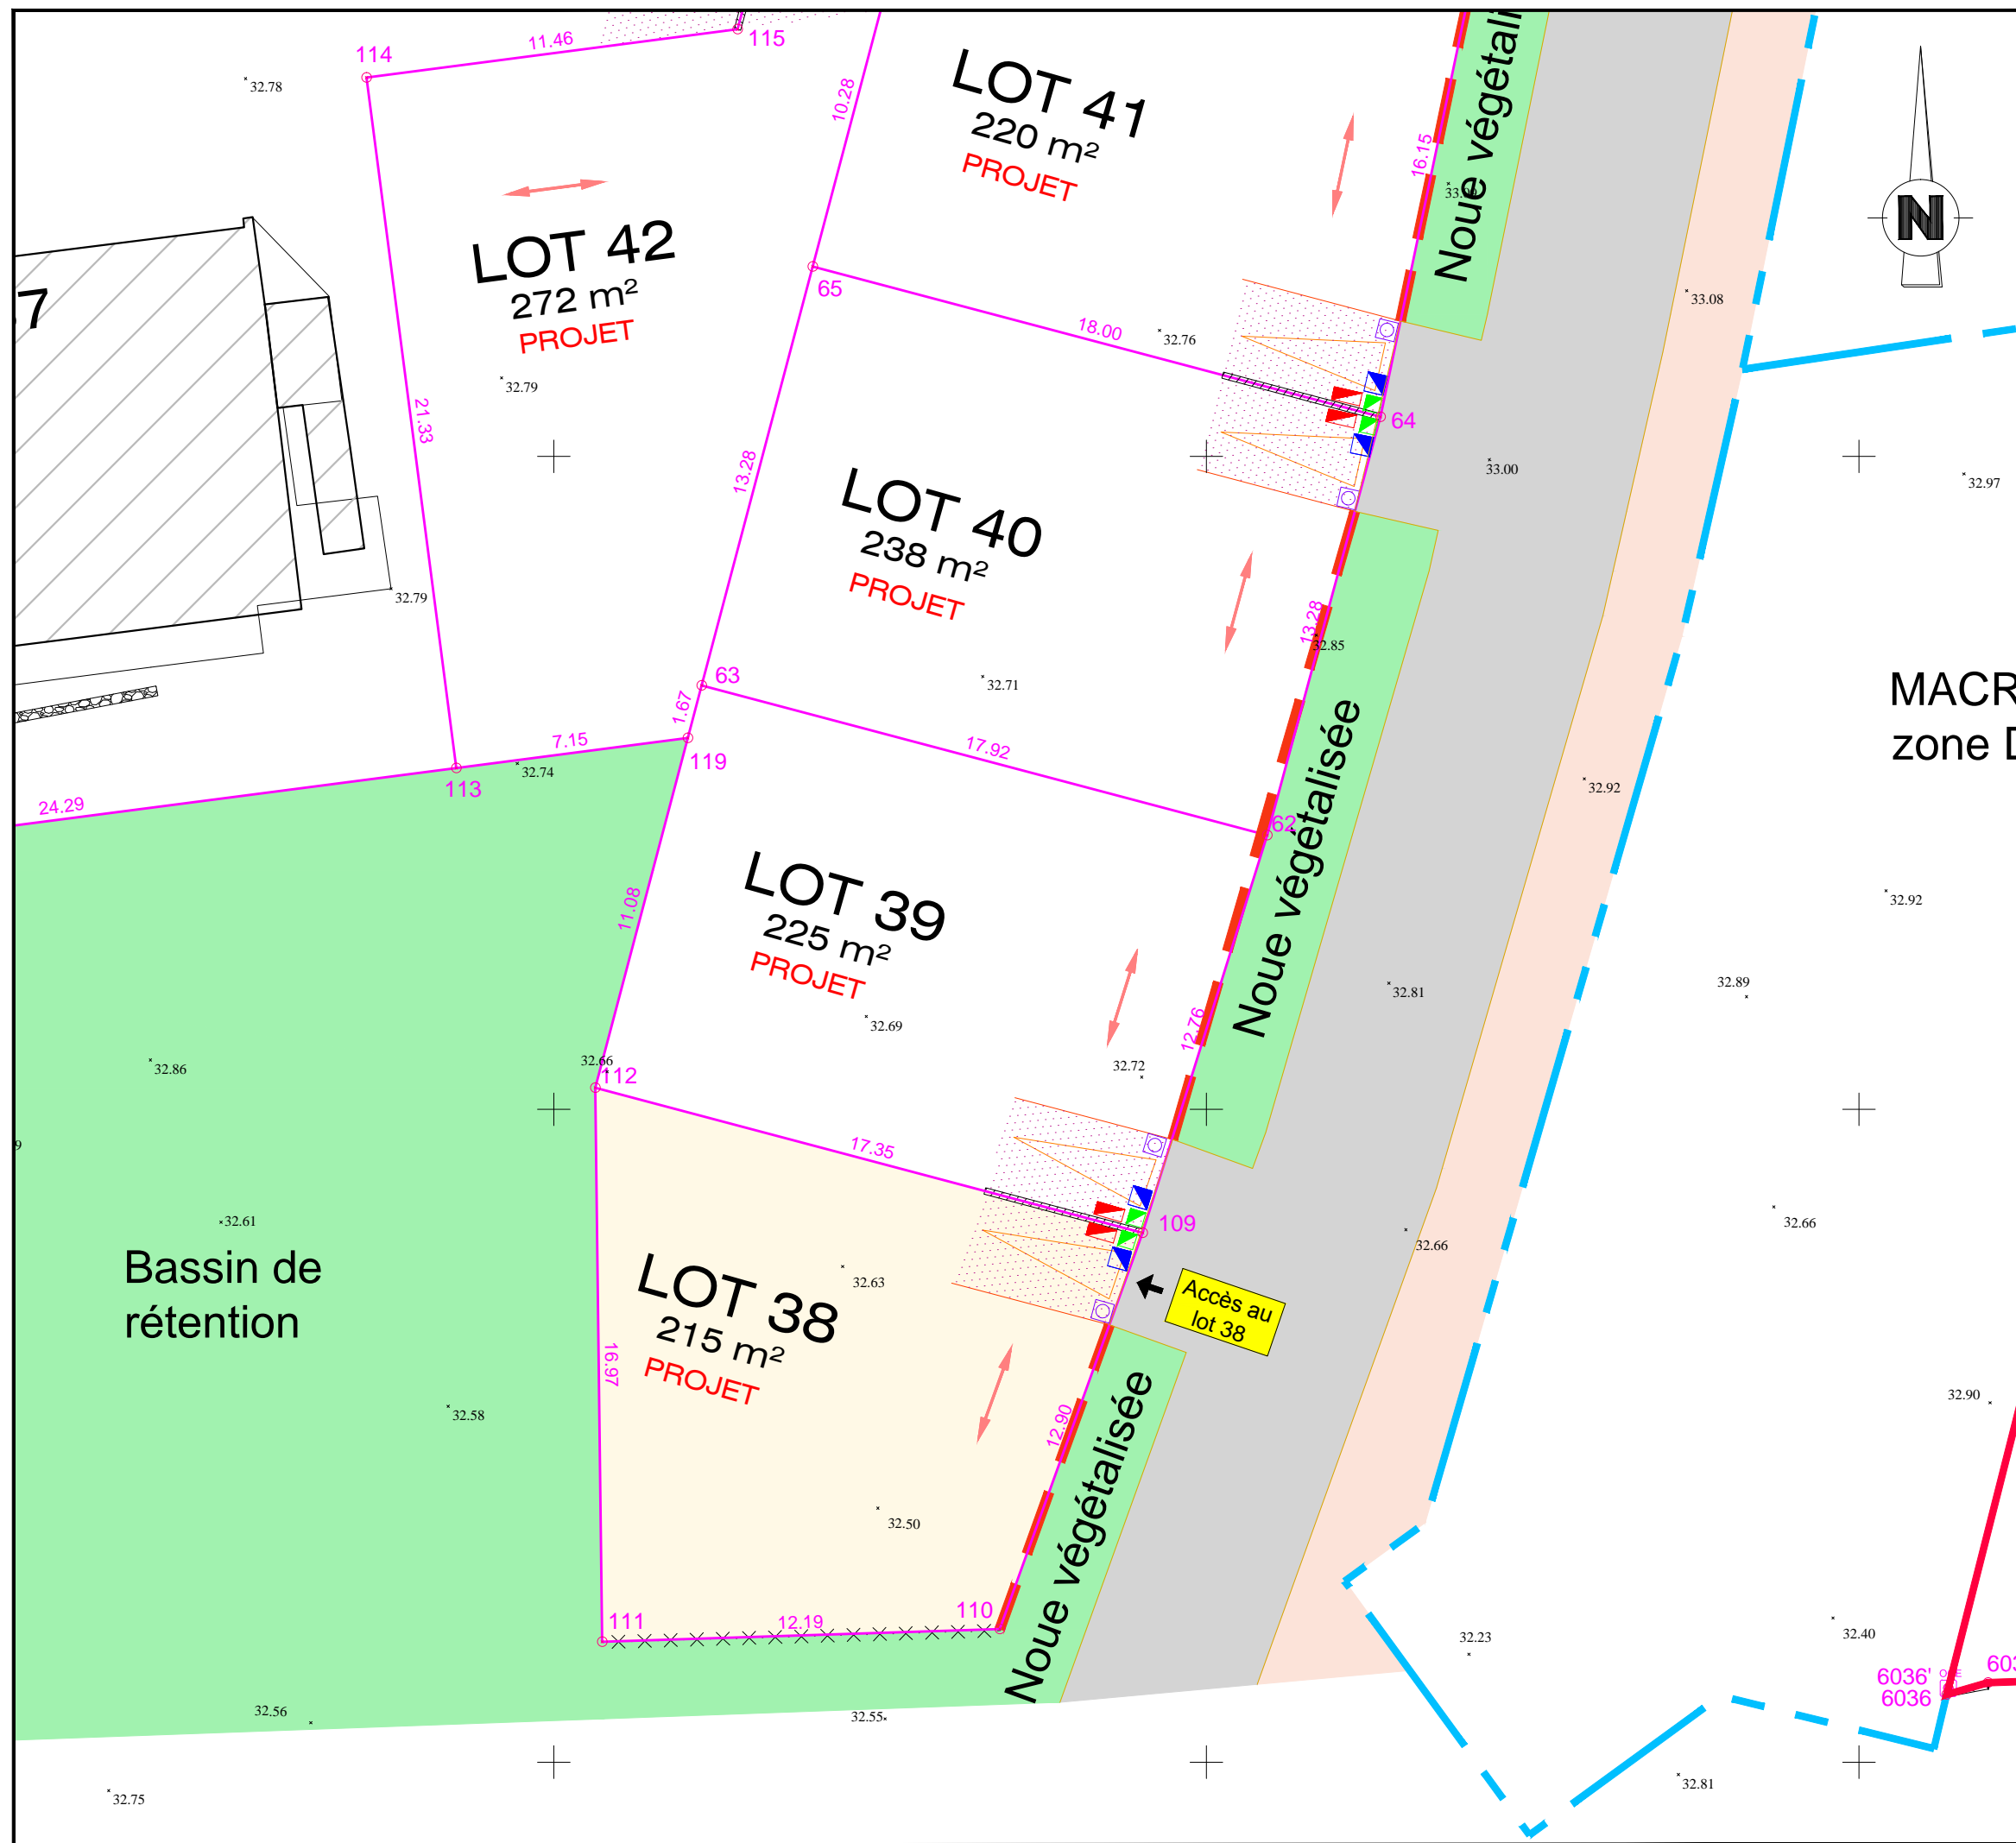 114
11.46
115
32.78
10.28
LOT 41
220 m²
PROJET
16.15
Noue végétali
N
LOT 42
272 m²
PROJET
65
18.00
32.76
33.08
64
33.00
32.97
32.79
21.33
13.28
LOT 40
238 m²
PROJET
32.79
13.28
32.85
63
32.71
1.67
MACR
zone D
7.15
119
17.92
32.74
113
24.29
32.92
62
Noue végétalisée
LOT 39
225 m²
PROJET
11.08
32.92
32.89
32.81
32.69
12.76
32.72
32.86
32.66
112
9
17.35
32.61
109
32.66
32.66
Bassin de
rétention
LOT 38
215 m²
PROJET
32.63
Accès au
lot 38
16.97
32.58
32.90
12.90
Noue végétalisée
32.50
111
12.19
110
32.23
32.40
6036'
6036
32.56
32.55
32.81
32.75